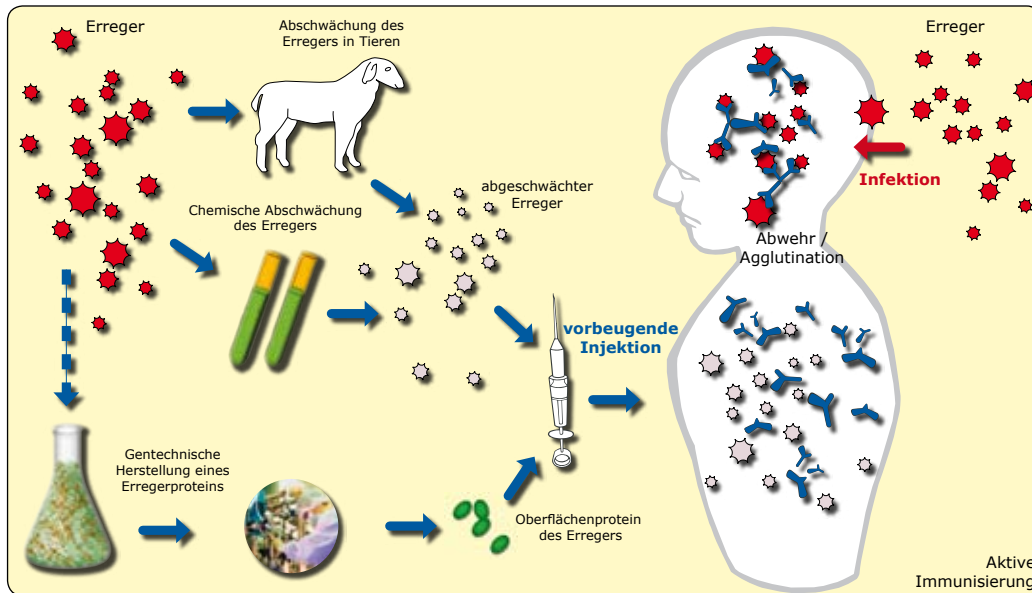 Erreger
Abschwächung des
Erregers in Tieren
Erreger
abgeschwächter
Erreger
Infektion
Chemische Abschwächung
des Erregers
Abwehr /
Agglutination
vorbeugende
Injektion
Gentechnische
Herstellung eines
Erregerproteins
Oberflächenprotein
des Erregers
Aktive
Immunisierung